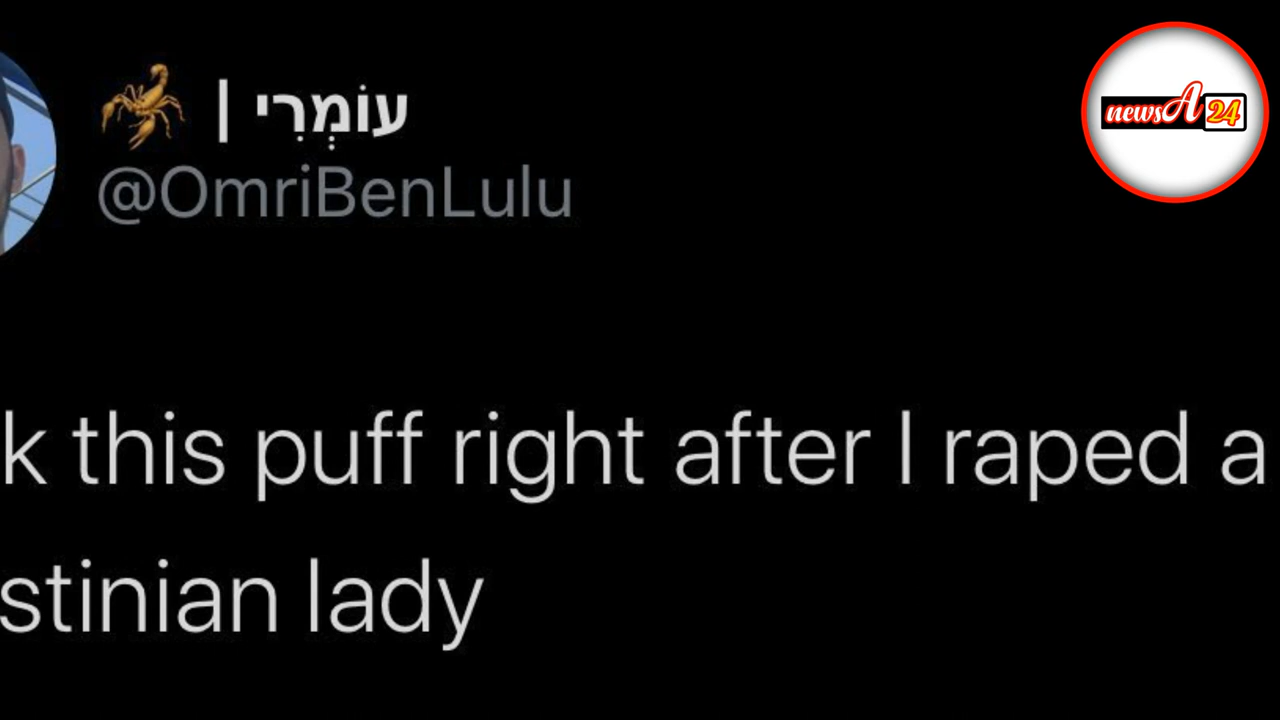 עוֹמְרִי |
newsA24
@OmriBenLulu
k this puff right after I raped a
stinian lady